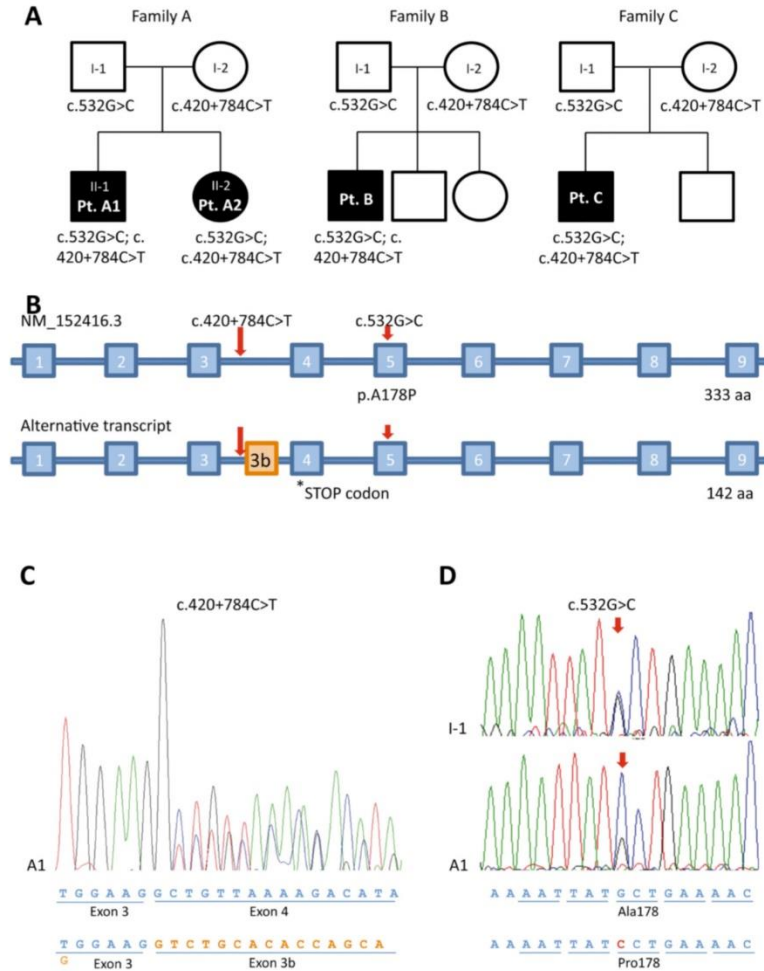 A
Family A
Family B
Family C
I-1
I-2
I-1
I-2
I-1
I-2
c.532G>C
c.420+784C>T
c.532G>C
c.420+784C>T
c.532G>C
c.420+784C>T
II-1
Pt. A1
II-2
Pt. A2
Pt. B
Pt. C
c.532G>C; c.
420+784C>T
c.532G>C;
c.420+784C>T
c.532G>C; c.
420+784C>T
c.532G>C;
c.420+784C>T
B
NM_152416.3
c.420+784C>T
c.532G>C
1 2 3 4 5 6 7 8 9
p.A178P
333 aa
Alternative transcript
1 2 3 3b 4 5 6 7 8 9
*STOP codon
142 aa
C
c.420+784C>T
A1
T G G A A G G C T G T T A A A A G A C A T A
Exon 3
Exon 4
T G G A A G G T C T G C A C A C C A G C A
G
Exon 3
Exon 3b
D
c.532G>C
I-1
A1
A A A A T T A T G C T G A A A A C
Ala178
A A A A T T A T C C T G A A A A C
Pro178